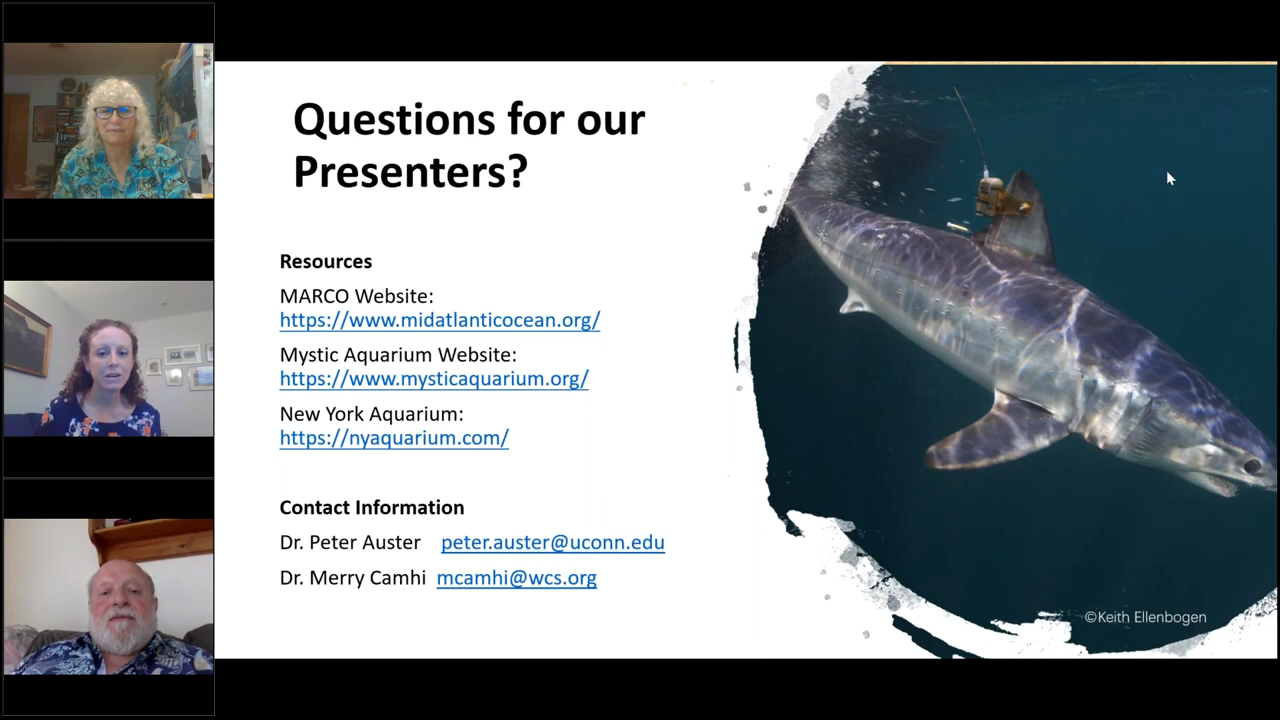 Questions for our
Presenters?
Resources
MARCO Website:
https://www.midatlanticocean.org/
Mystic Aquarium Website:
https://www.mysticaquarium.org/
New York Aquarium:
https://nyaquarium.com/
Contact Information
Dr. Peter Auster peter.auster@uconn.edu
Dr. Merry Camhi mcamhi@wcs.org
©Keith Ellenbogen